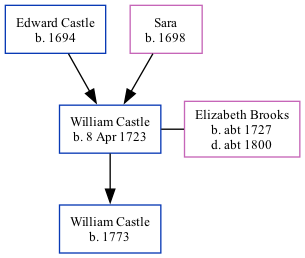 Edward Castle
b. 1694
Sara
b. 1698
William Castle
b. 8 Apr 1723
Elizabeth Brooks
b. abt 1727
d. abt 1800
William Castle
b. 1773